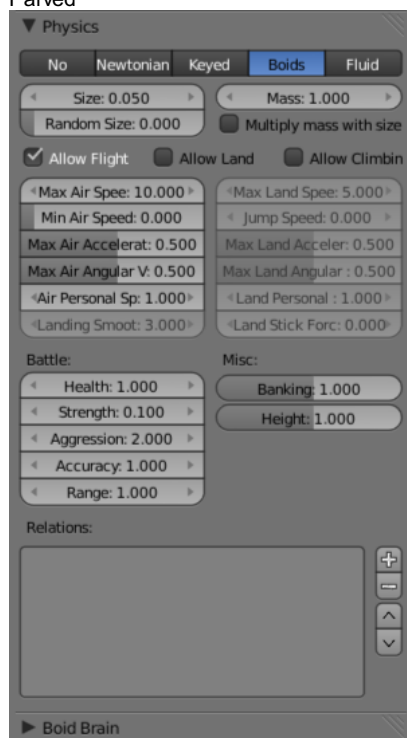 Parved
Physics
No Newtonian Keyed Boids Fluid
Size: 0.050 Mass: 1.000
Random Size: 0.000 Multiply mass with size
Allow Flight Allow Land Allow Climbin
Max Air Spee: 10.000 Max Land Spee: 5.000
Min Air Speed: 0.000 Jump Speed: 0.000
Max Air Accelerat: 0.500 Max Land Acceler: 0.500
Max Air Angular V: 0.500 Max Land Angular : 0.500
Air Personal Sp: 1.000 Land Personal : 1.000
Landing Smoot: 3.000 Land Stick Forc: 0.000
Battle: Misc:
Health: 1.000 Banking: 1.000
Strength: 0.100 Height: 1.000
Aggression: 2.000
Accuracy: 1.000
Range: 1.000
Relations:
Boid Brain